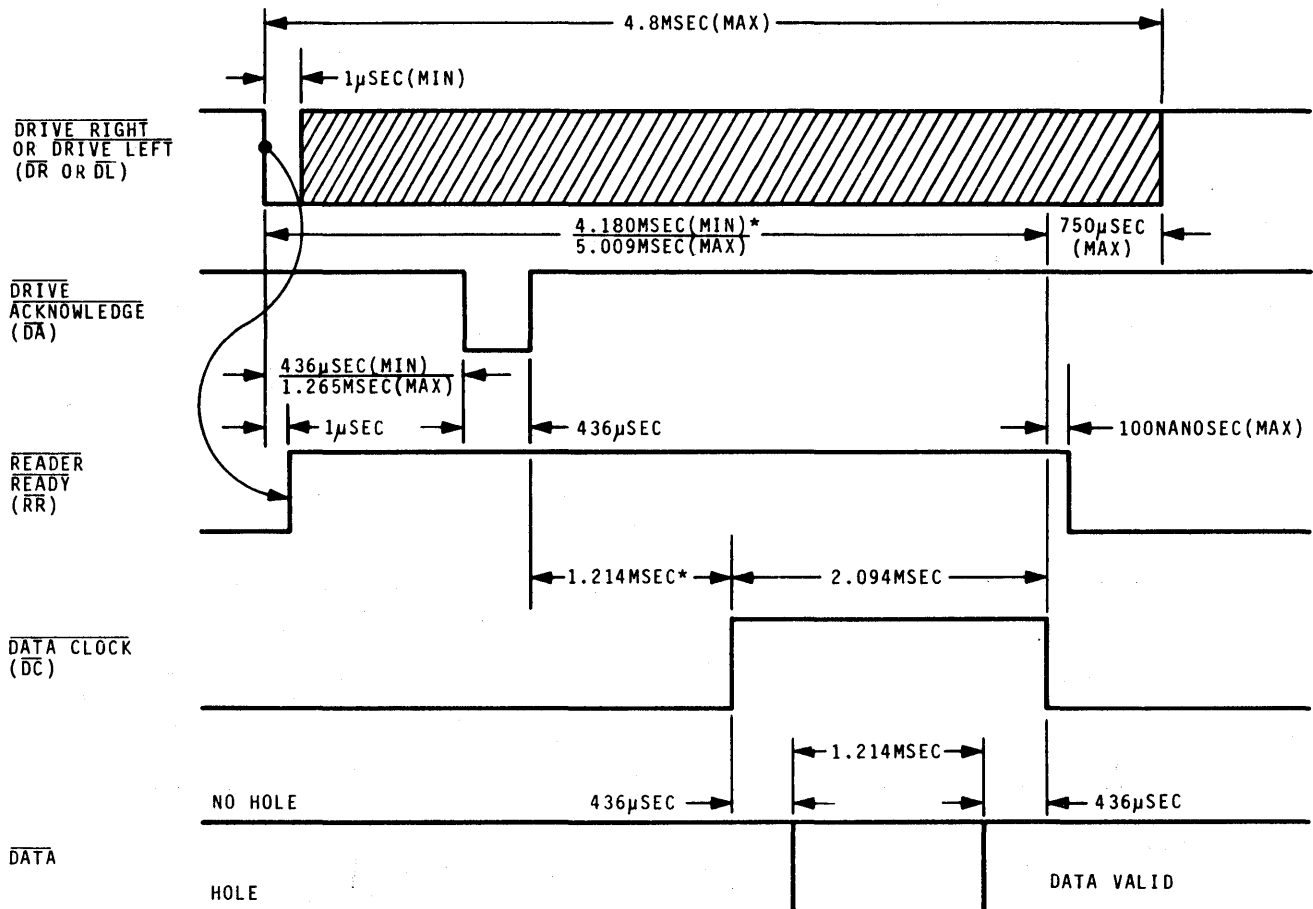 4.8MSEC(MAX)
1µSEC(MIN)
DRIVE RIGHT
OR DRIVE LEFT
(DR OR DL)
4.180MSEC(MIN)*
5.009MSEC(MAX)
750µSEC
(MAX)
DRIVE
ACKNOWLEDGE
(DA)
436µSEC(MIN)
1.265MSEC(MAX)
1µSEC
436µSEC
100NANOSEC(MAX)
READER
READY
(RR)
1.214MSEC*
2.094MSEC
DATA CLOCK
(DC)
1.214MSEC
NO HOLE
436µSEC
436µSEC
DATA
HOLE
DATA VALID